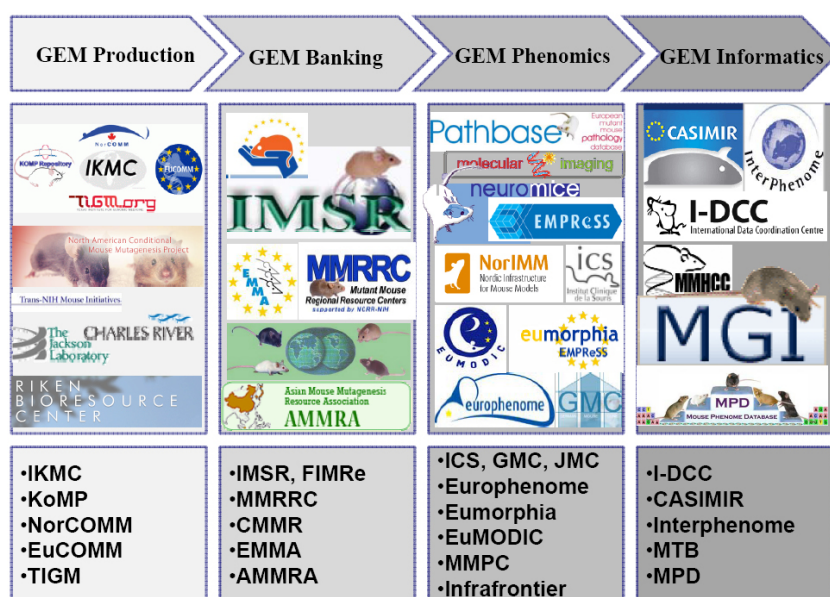 GEM Production
GEM Banking
GEM Phenomics
GEM Informatics
NorCOMM
KOMP Repository
IKMC
EUCOMM
TIGM.org
North American Conditional
Mouse Mutagenesis Project
Trans-NIH Mouse Initiatives
The
Jackson
Laboratory
CHARLES RIVER
RIKEN
BIORESOURCE
CENTER
IMSR
EMMA
MMRRC
Mutant Mouse
Regional Resource Centers
supported by NCRR-NIH
Asian Mouse Mutagenesis
Resource Association
AMMRA
Pathbase
European
mutant
mouse
pathology
database
molecular imaging
neuromice
EMPReSS
NorIMM
Nordic Infrastructure
for Mouse Models
ics
Institut Clinique
de la Souris
EUMODIC
eumorphia
EMPReSS
europhenome
GMC
CASIMIR
InterPhenome
I-DCC
International Data Coordination Centre
MMHCC
MGI
MPD
MOUSE PHENOME DATABASE
•IKMC
•KoMP
•NorCOMM
•EuCOMM
•TIGM
•IMSR, FIMRe
•MMRRC
•CMMR
•EMMA
•AMMRA
•ICS, GMC, JMC
•Europhenome
•Eumorphia
•EuMODIC
•MMPC
•Infrafrontier
•I-DCC
•CASIMIR
•Interphenome
•MTB
•MPD